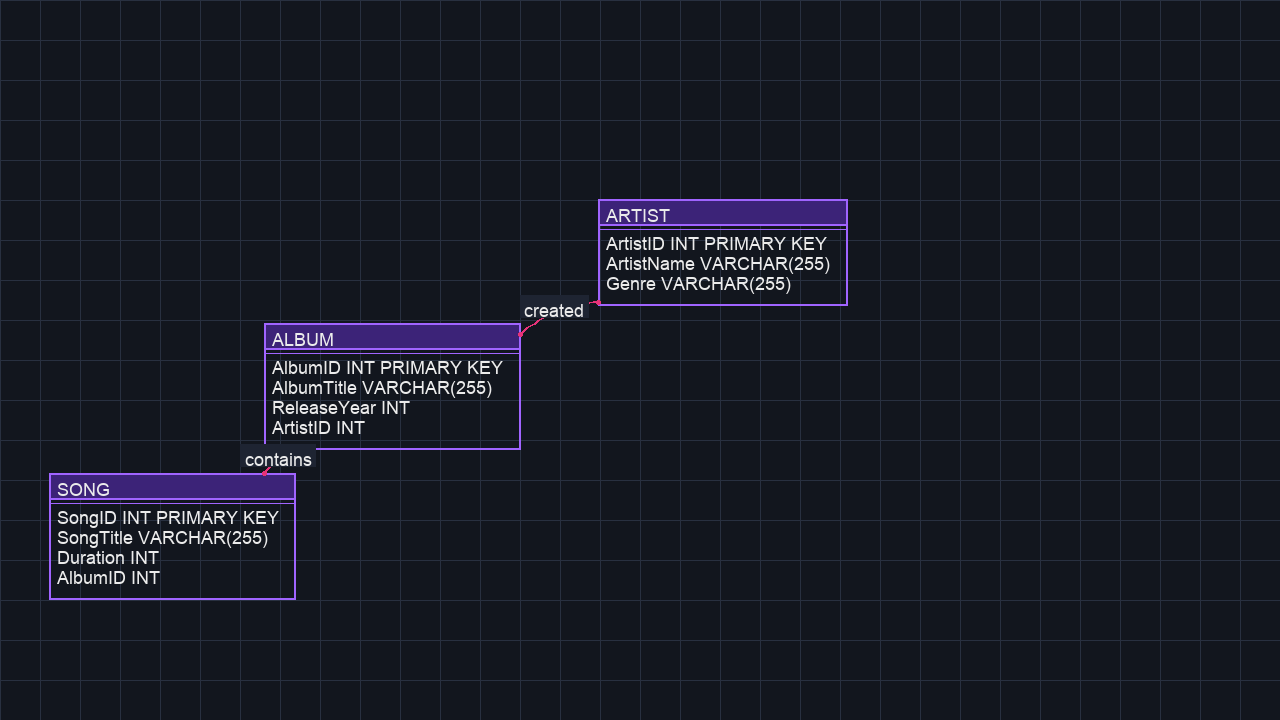 ARTIST
ArtistID INT PRIMARY KEY
ArtistName VARCHAR(255)
Genre VARCHAR(255)
created
ALBUM
AlbumID INT PRIMARY KEY
AlbumTitle VARCHAR(255)
ReleaseYear INT
ArtistID INT
contains
SONG
SongID INT PRIMARY KEY
SongTitle VARCHAR(255)
Duration INT
AlbumID INT